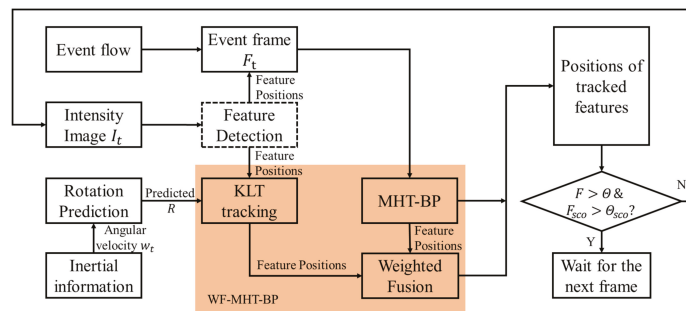 Event flow
Event frame
F_t
Feature
Positions
Intensity
Image I_t
Feature
Detection
Feature
Positions
Rotation
Prediction
Predicted
R
KLT
tracking
MHT-BP
Angular
velocity w_t
Feature
Positions
Inertial
information
Feature Positions
Weighted
Fusion
WF-MHT-BP
Positions of
tracked
features
F > Θ &
F_sco > Θ_sco?
N
Y
Wait for the
next frame